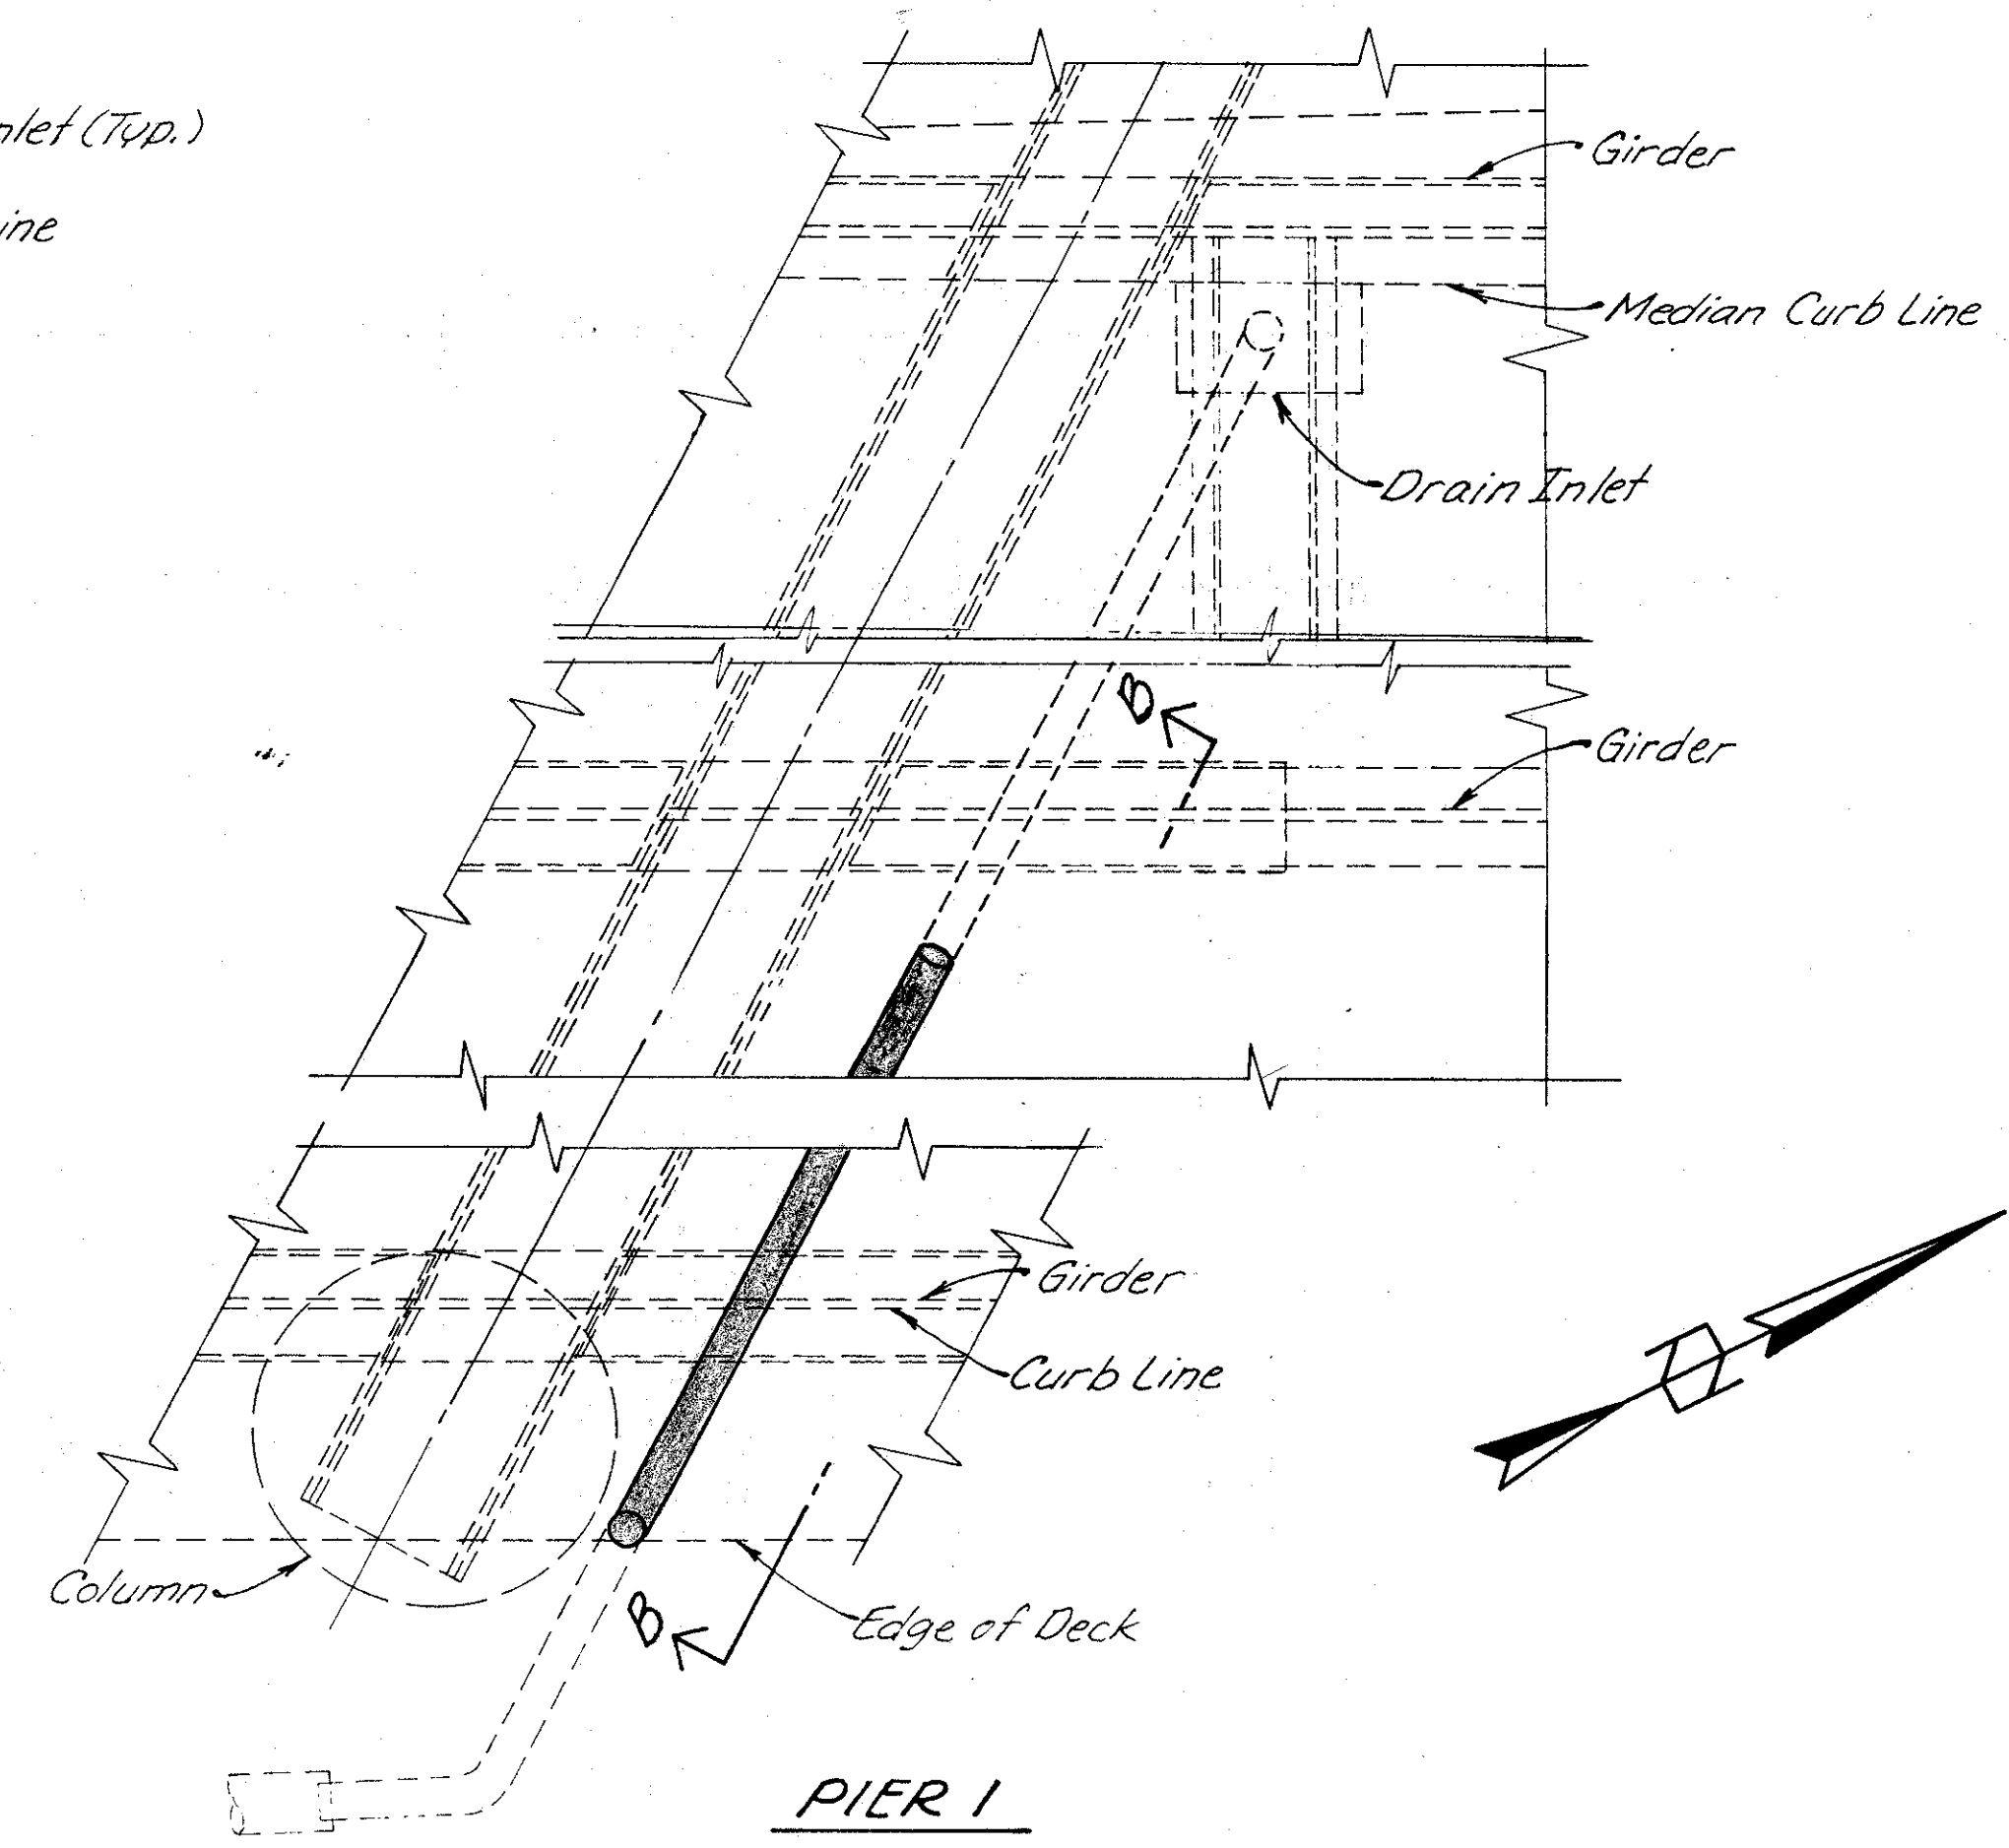 nlet (Typ.)
ine
Girder
Median Curb Line
Drain Inlet
B
Girder
Girder
Curb Line
Column
Edge of Deck
B
N
PIER 1